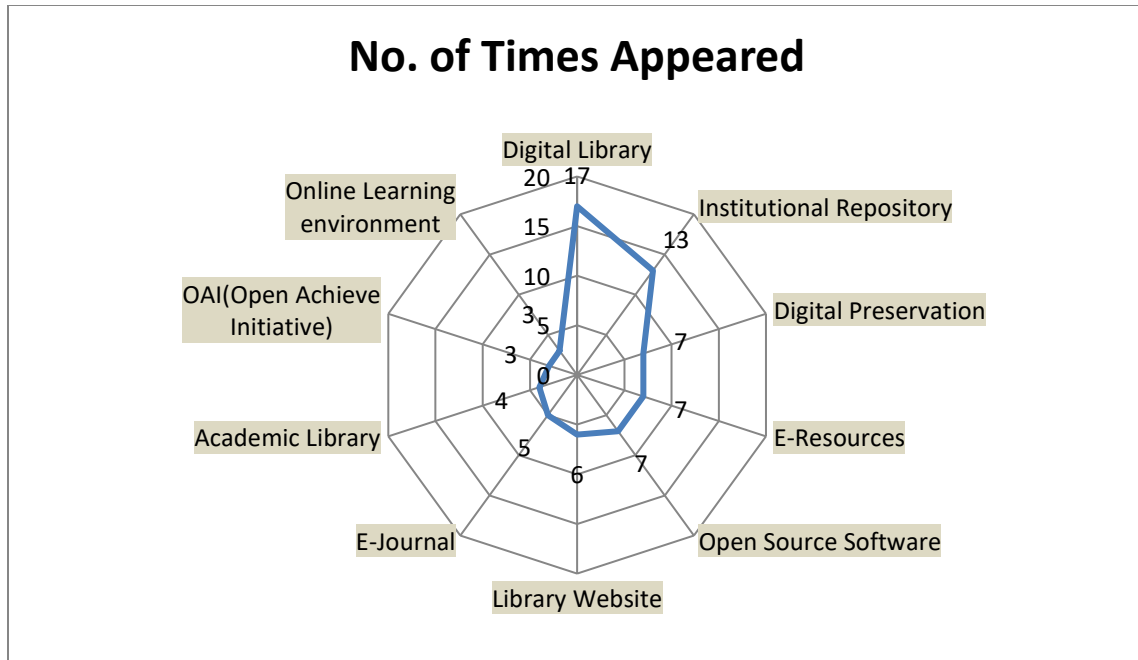 No. of Times Appeared
Digital Library
20
17
Online Learning
environment
Institutional Repository
15
13
10
OAI(Open Achieve
Initiative)
Digital Preservation
3
5
7
3
0
4
7
Academic Library
E-Resources
5
7
6
E-Journal
Open Source Software
Library Website